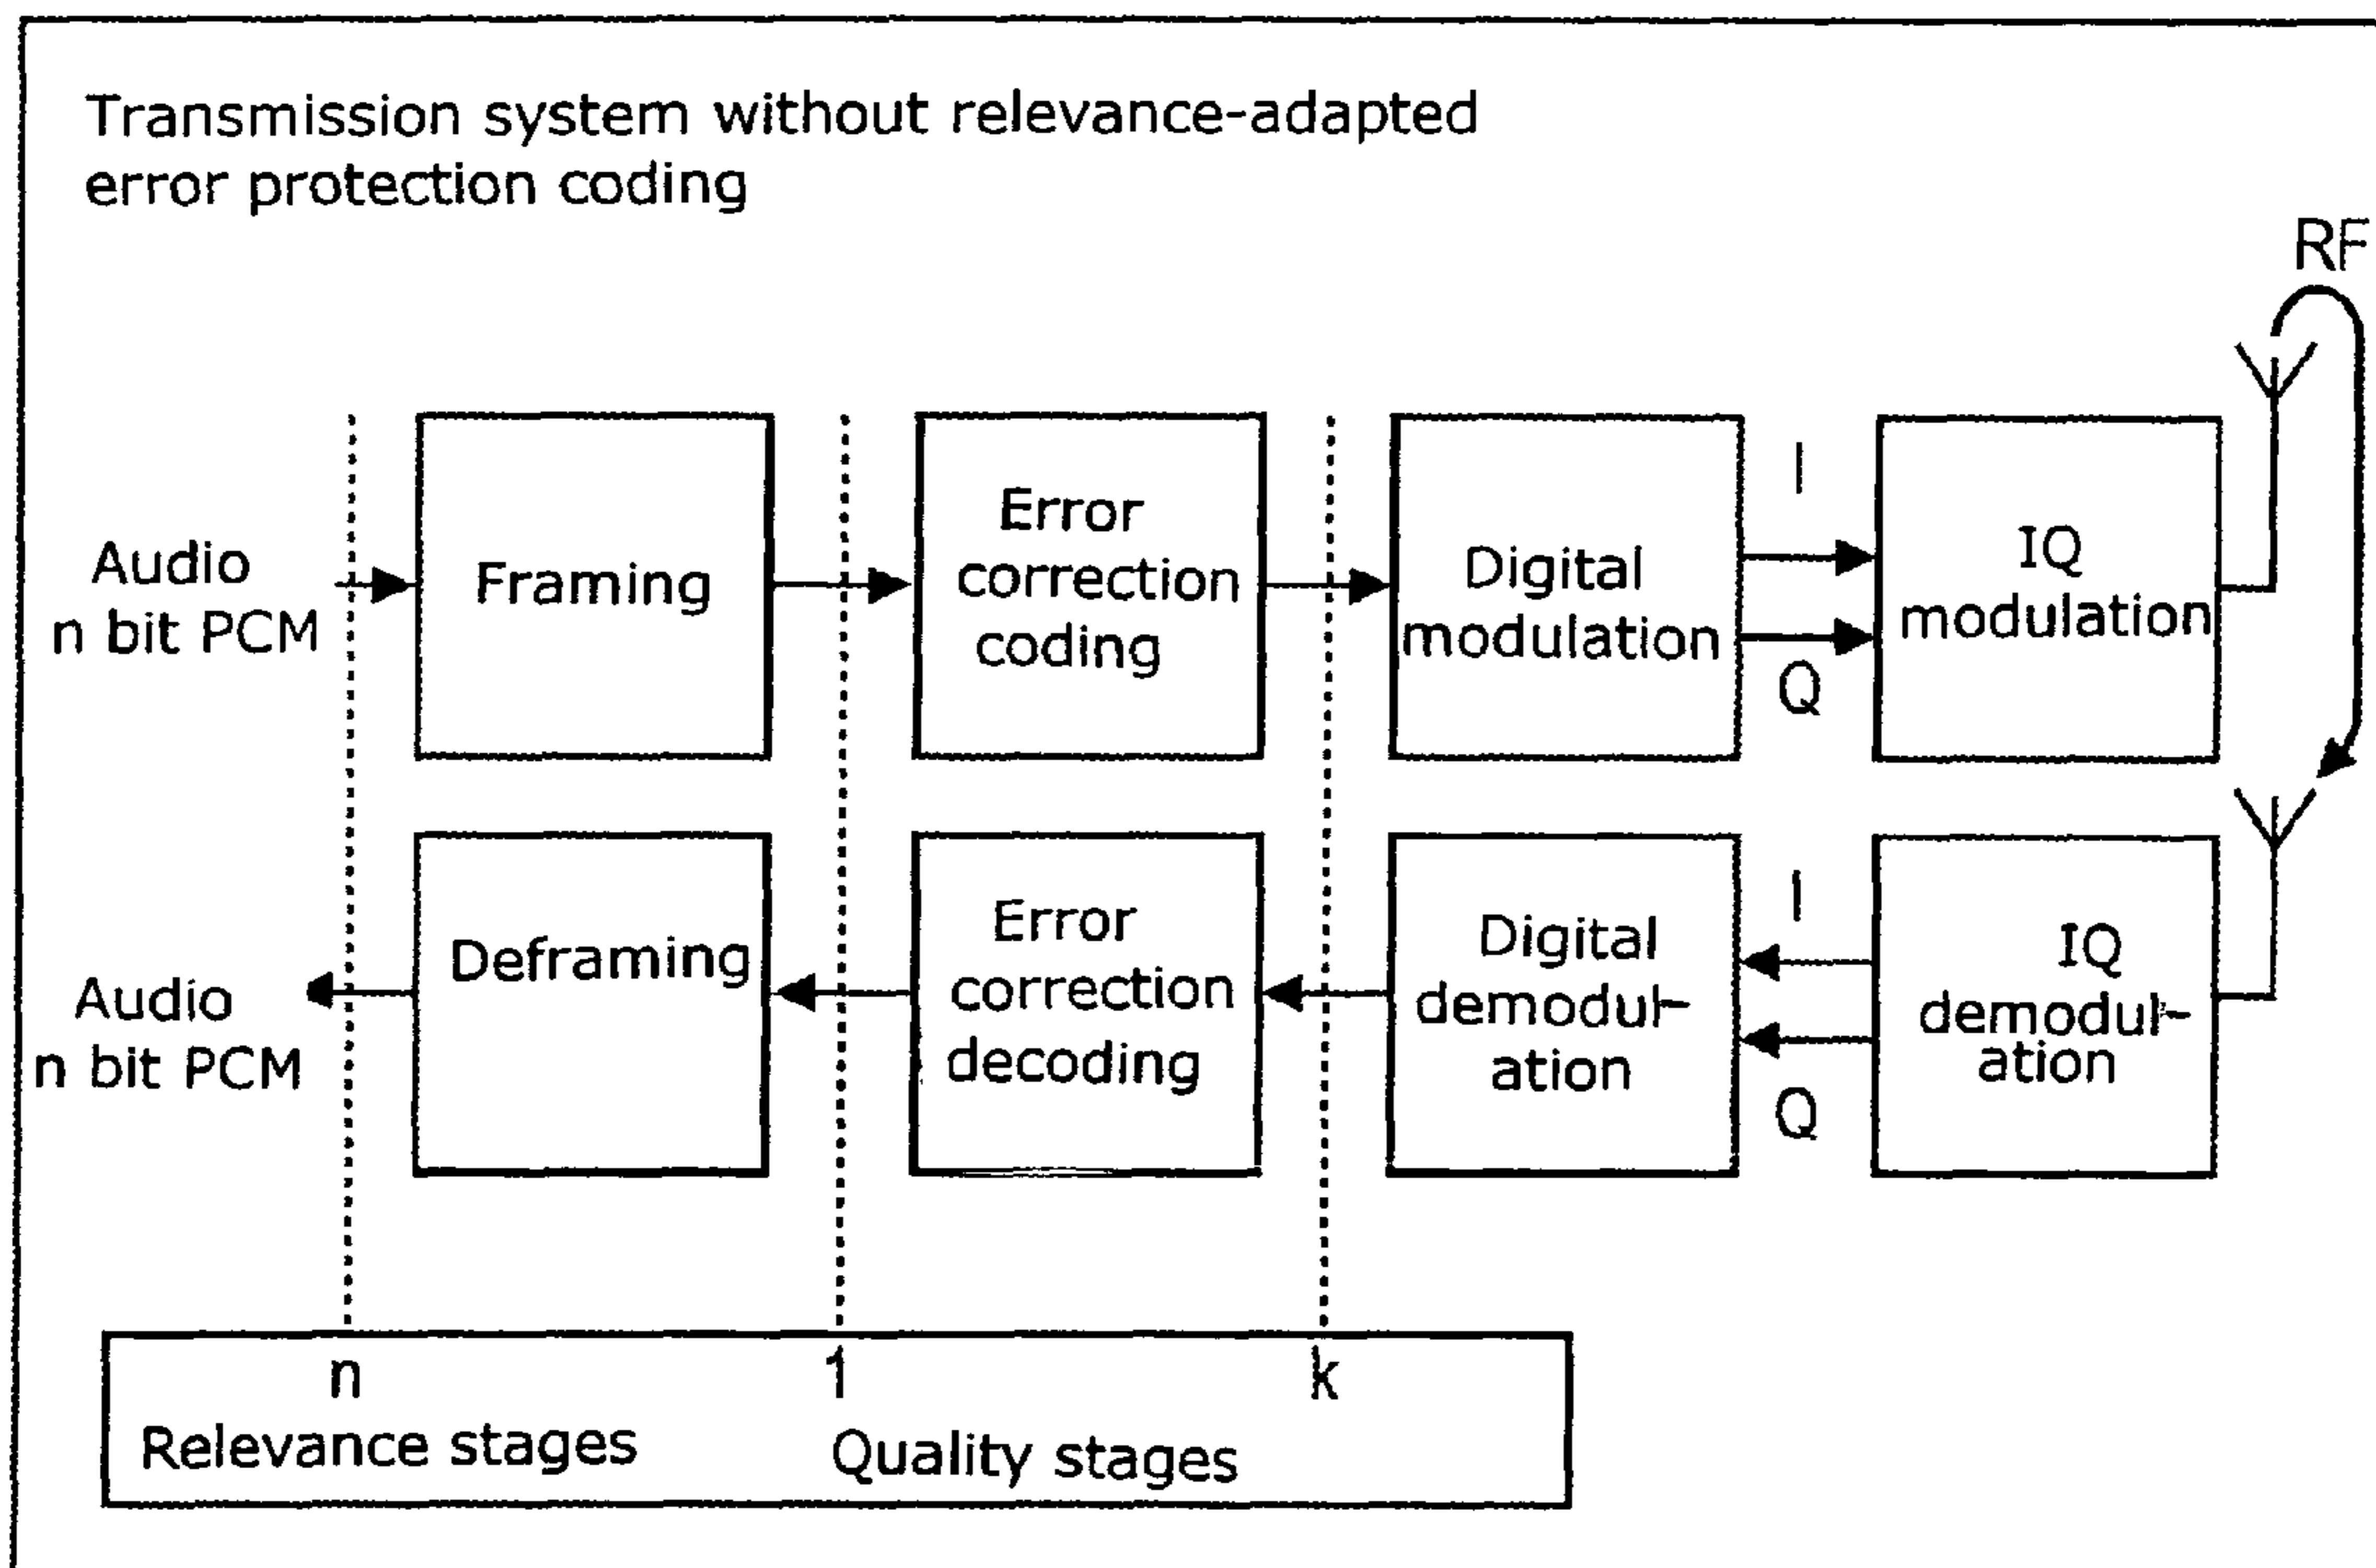 Transmission system without relevance-adapted
error protection coding
RF
Audio
n bit PCM
Framing
Error
correction
coding
Digital
modulation
I
Q
IQ
modulation
Audio
n bit PCM
Deframing
Error
correction
decoding
Digital
demodul-
ation
I
Q
IQ
demodul-
ation
n
1
k
Relevance stages
Quality stages